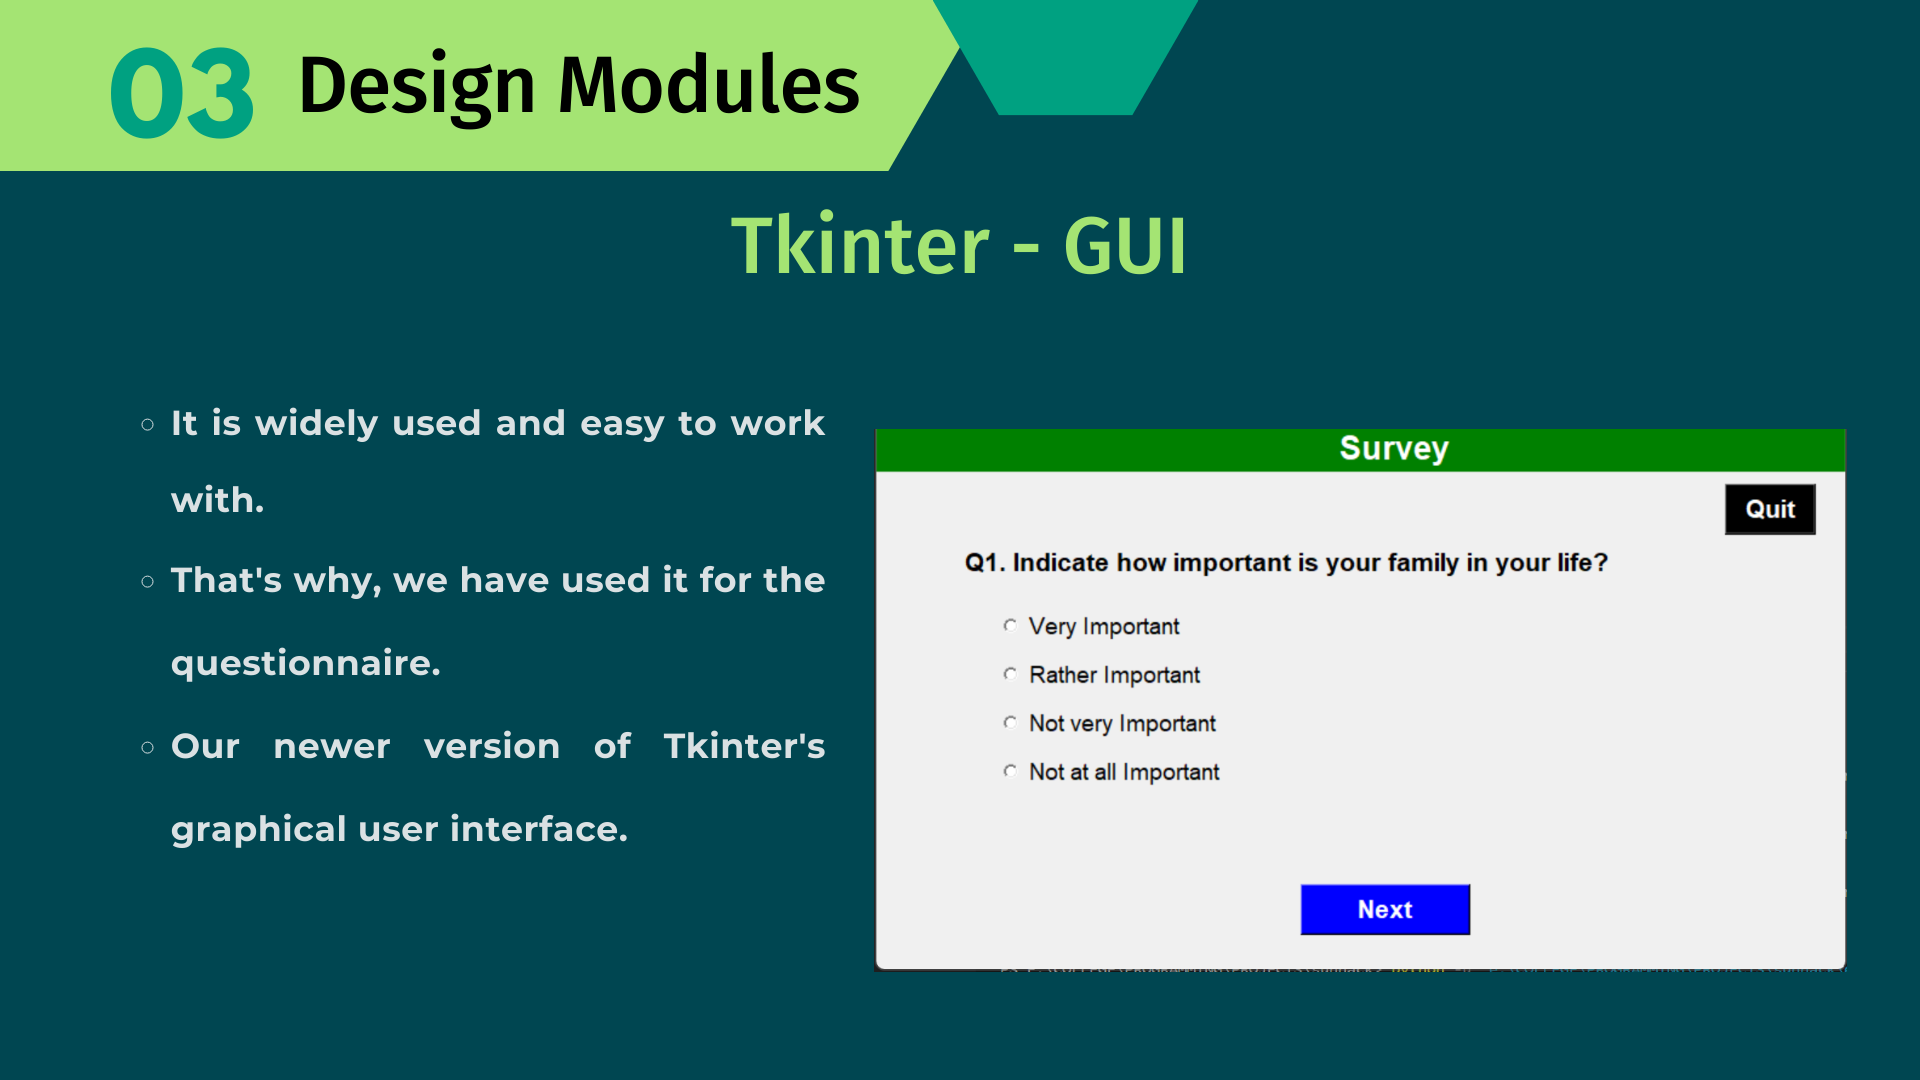 03 Design Modules
Tkinter - GUI
It is widely used and easy to work
with.
That's why, we have used it for the
questionnaire.
Our newer version of Tkinter's
graphical user interface.
Survey
Quit
Q1. Indicate how important is your family in your life?
Very Important
Rather Important
Not very Important
Not at all Important
Next